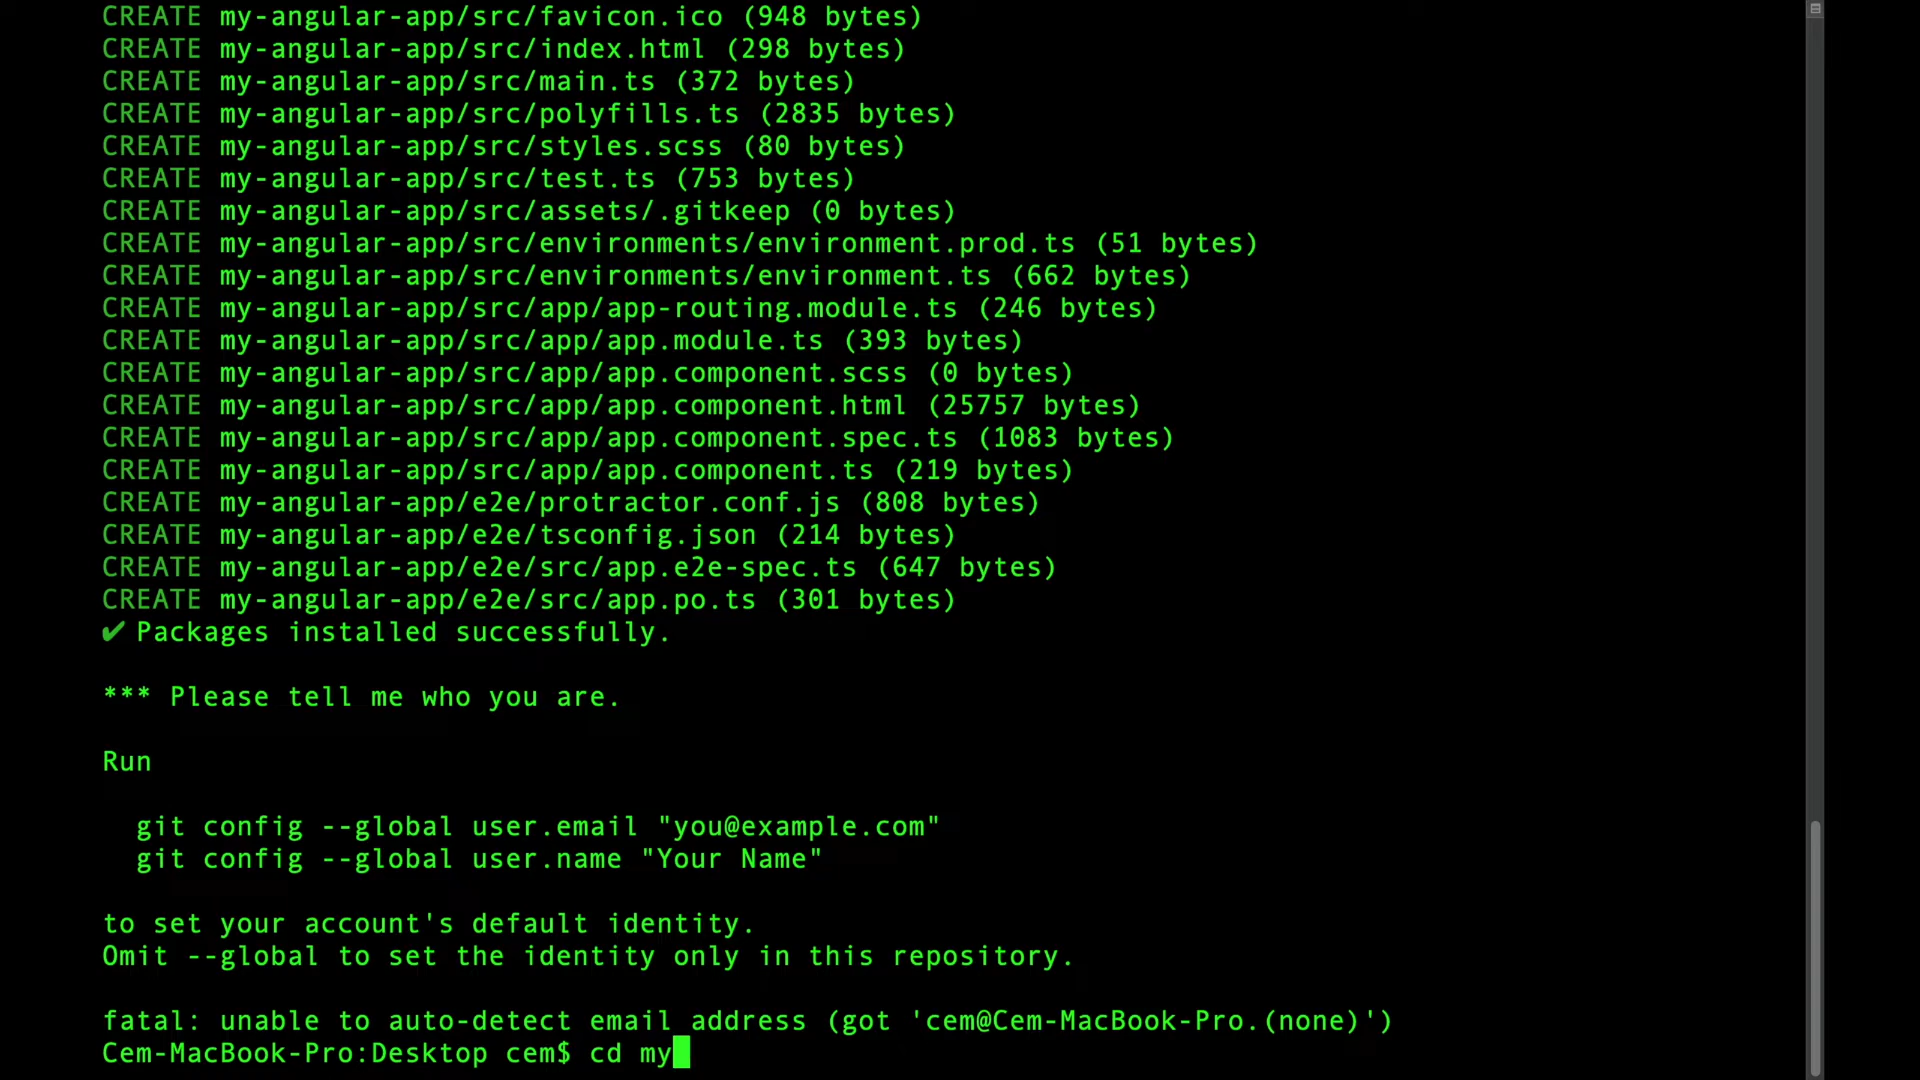 CREATE my-angular-app/src/favicon.ico (948 bytes)
CREATE my-angular-app/src/index.html (298 bytes)
CREATE my-angular-app/src/main.ts (372 bytes)
CREATE my-angular-app/src/polyfills.ts (2835 bytes)
CREATE my-angular-app/src/styles.scss (80 bytes)
CREATE my-angular-app/src/test.ts (753 bytes)
CREATE my-angular-app/src/assets/.gitkeep (0 bytes)
CREATE my-angular-app/src/environments/environment.prod.ts (51 bytes)
CREATE my-angular-app/src/environments/environment.ts (662 bytes)
CREATE my-angular-app/src/app/app-routing.module.ts (246 bytes)
CREATE my-angular-app/src/app/app.module.ts (393 bytes)
CREATE my-angular-app/src/app/app.component.scss (0 bytes)
CREATE my-angular-app/src/app/app.component.html (25757 bytes)
CREATE my-angular-app/src/app/app.component.spec.ts (1083 bytes)
CREATE my-angular-app/src/app/app.component.ts (219 bytes)
CREATE my-angular-app/e2e/protractor.conf.js (808 bytes)
CREATE my-angular-app/e2e/tsconfig.json (214 bytes)
CREATE my-angular-app/e2e/src/app.e2e-spec.ts (647 bytes)
CREATE my-angular-app/e2e/src/app.po.ts (301 bytes)
✔ Packages installed successfully.
*** Please tell me who you are.
Run
git config --global user.email "you@example.com"
git config --global user.name "Your Name"
to set your account's default identity.
Omit --global to set the identity only in this repository.
fatal: unable to auto-detect email address (got 'cem@Cem-MacBook-Pro.(none)')
Cem-MacBook-Pro:Desktop cem$ cd my